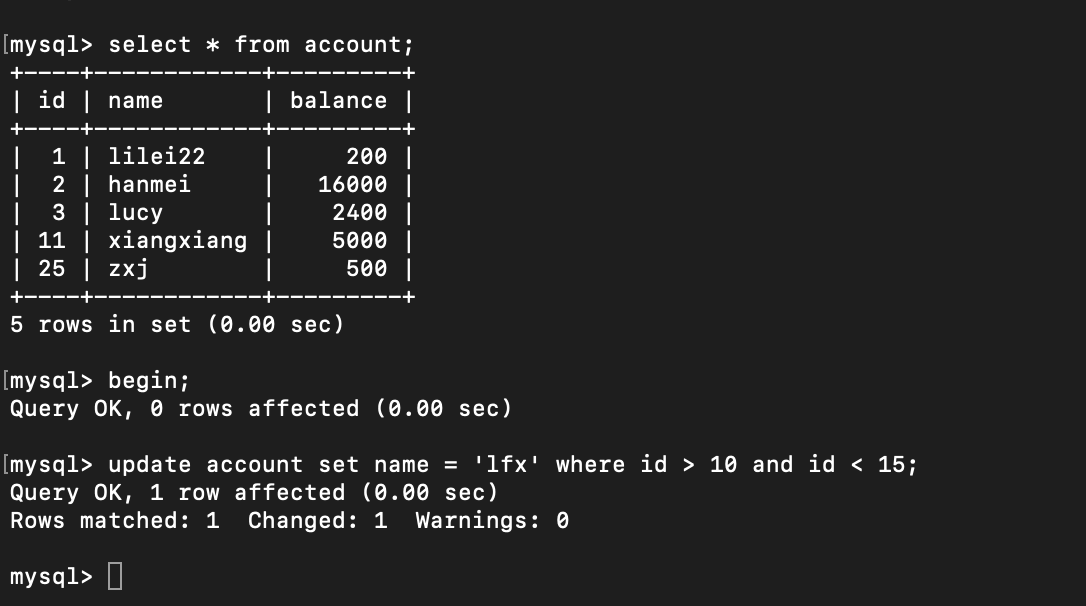 [mysql> select * from account;
+----+------------+---------+
| id | name       | balance |
+----+------------+---------+
|  1 | lilei22    |     200 |
|  2 | hanmei     |   16000 |
|  3 | lucy       |    2400 |
| 11 | xiangxiang |    5000 |
| 25 | zxj        |     500 |
+----+------------+---------+
5 rows in set (0.00 sec)
[mysql> begin;
Query OK, 0 rows affected (0.00 sec)
[mysql> update account set name = 'lfx' where id > 10 and id < 15;
Query OK, 1 row affected (0.00 sec)
Rows matched: 1  Changed: 1  Warnings: 0
mysql>